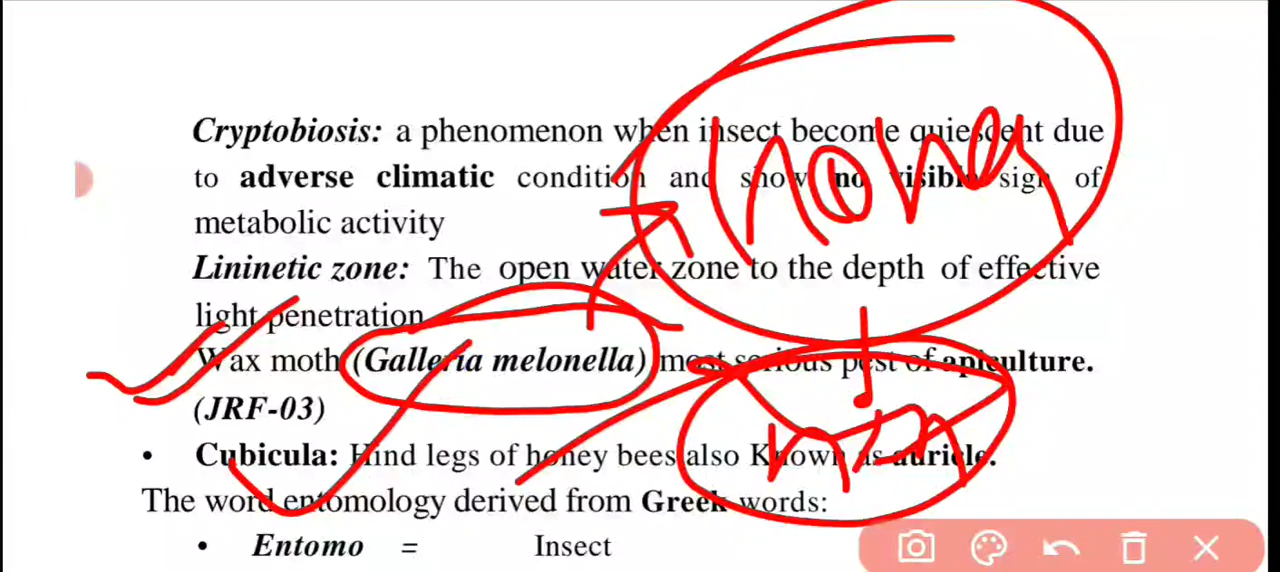 Cryptobiosis: a phenomenon when insect become quiescent due
to adverse climatic condition and show no visible sign of
metabolic activity
Lininetic zone: The open water zone to the depth of effective
light penetration
Wax moth (Galleria melonella) most serious pest of apiculture.
(JRF-03)
• Cubicula: Hind legs of honey bees also Known as auricle.
The word entomology derived from Greek words:
• Entomo = Insect